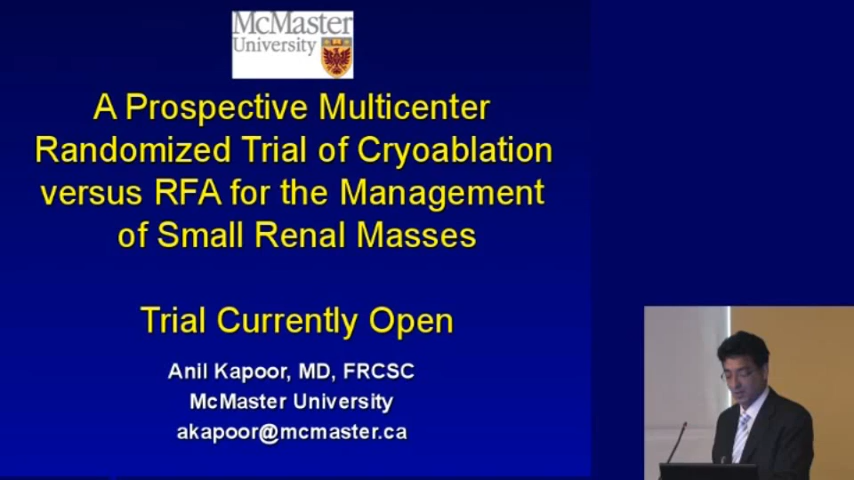 McMaster
University
A Prospective Multicenter
Randomized Trial of Cryoablation
versus RFA for the Management
of Small Renal Masses
Trial Currently Open
Anil Kapoor, MD, FRCSC
McMaster University
akapoor@mcmaster.ca